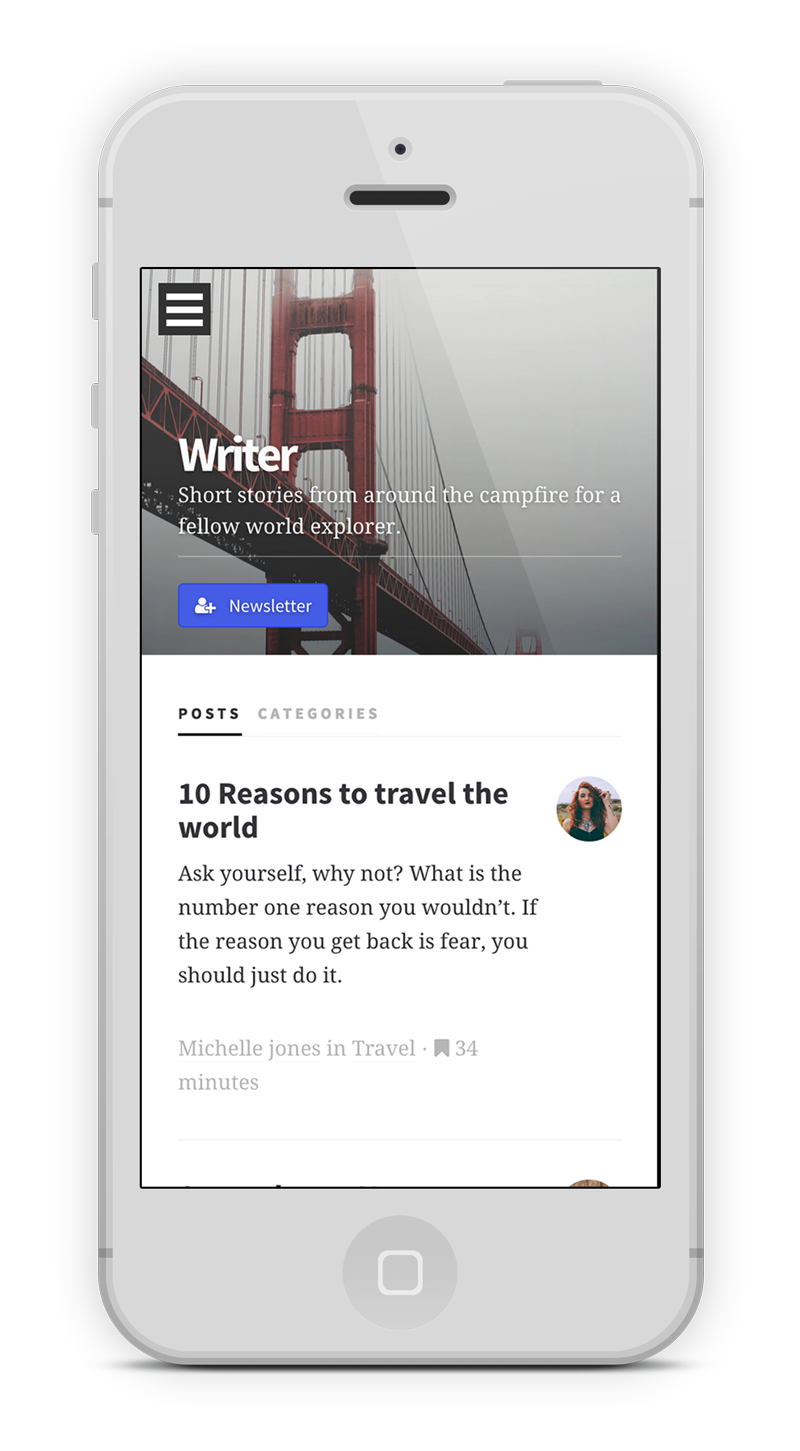 Writer
Short stories from around the campfire for a
fellow world explorer.
Newsletter
POSTS CATEGORIES
10 Reasons to travel the
world
Ask yourself, why not? What is the
number one reason you wouldn’t. If
the reason you get back is fear, you
should just do it.
Michelle jones in Travel · 34
minutes